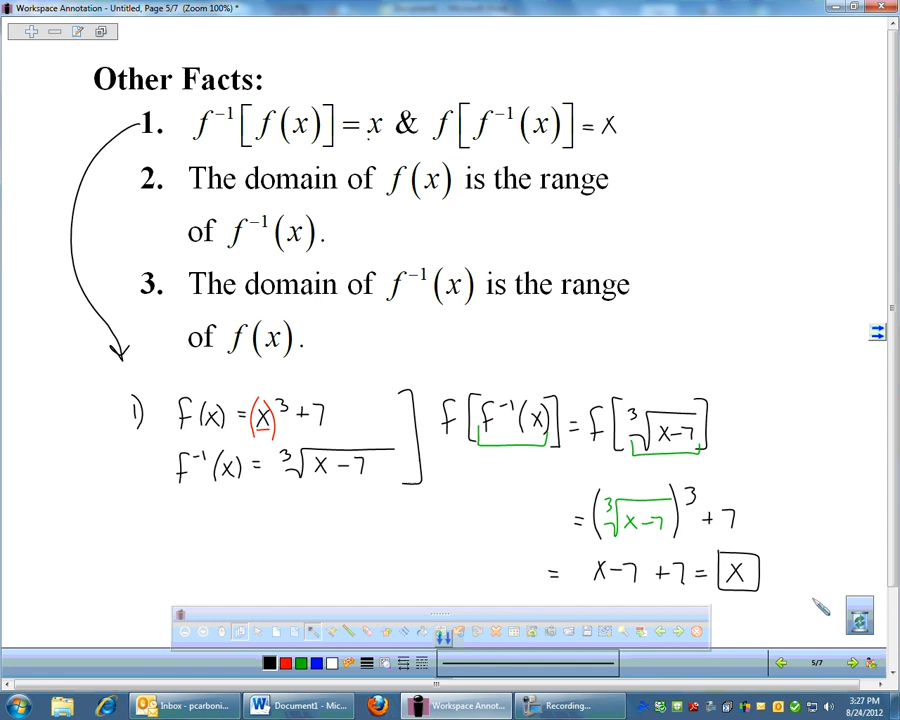 Workspace Annotation - Untitled, Page 5/7 (Zoom 100%) *
Other Facts:
1. f⁻¹[f(x)] = x & f[f⁻¹(x)] = x
2. The domain of f(x) is the range
of f⁻¹(x).
3. The domain of f⁻¹(x) is the range
of f(x).
1) f(x) = (x)³ + 7
f⁻¹(x) = ∛(x − 7)
f[f⁻¹(x)] = f[∛(x−7)]
= (∛(x−7))³ + 7
= x−7 +7 = x
5/7
Inbox - pcarboni...
Document1 - Mic...
Workspace Annot...
Recording...
3:27 PM
8/24/2012